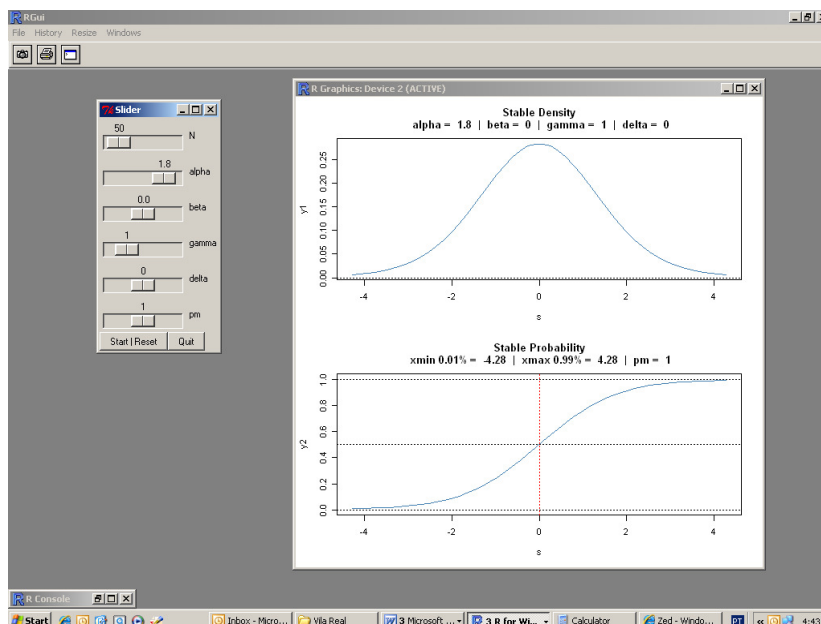 RGui
File History Resize Windows
Slider
50
N
1.8
alpha
0.0
beta
1
gamma
0
delta
1
pm
Start | Reset Quit
R Graphics: Device 2 (ACTIVE)
Stable Density
alpha = 1.8 | beta = 0 | gamma = 1 | delta = 0
y1
0.25
0.20
0.15
0.10
0.05
0.00
-4 -2 0 2 4
s
Stable Probability
xmin 0.01% = -4.28 | xmax 0.99% = 4.28 | pm = 1
y2
1.0
0.8
0.6
0.4
0.2
0.0
-4 -2 0 2 4
s
R Console
Start Inbox - Micro... Vila Real 3 Microsoft ... 3 R for Wi... Calculator Zed - Windo... PT « 4:43